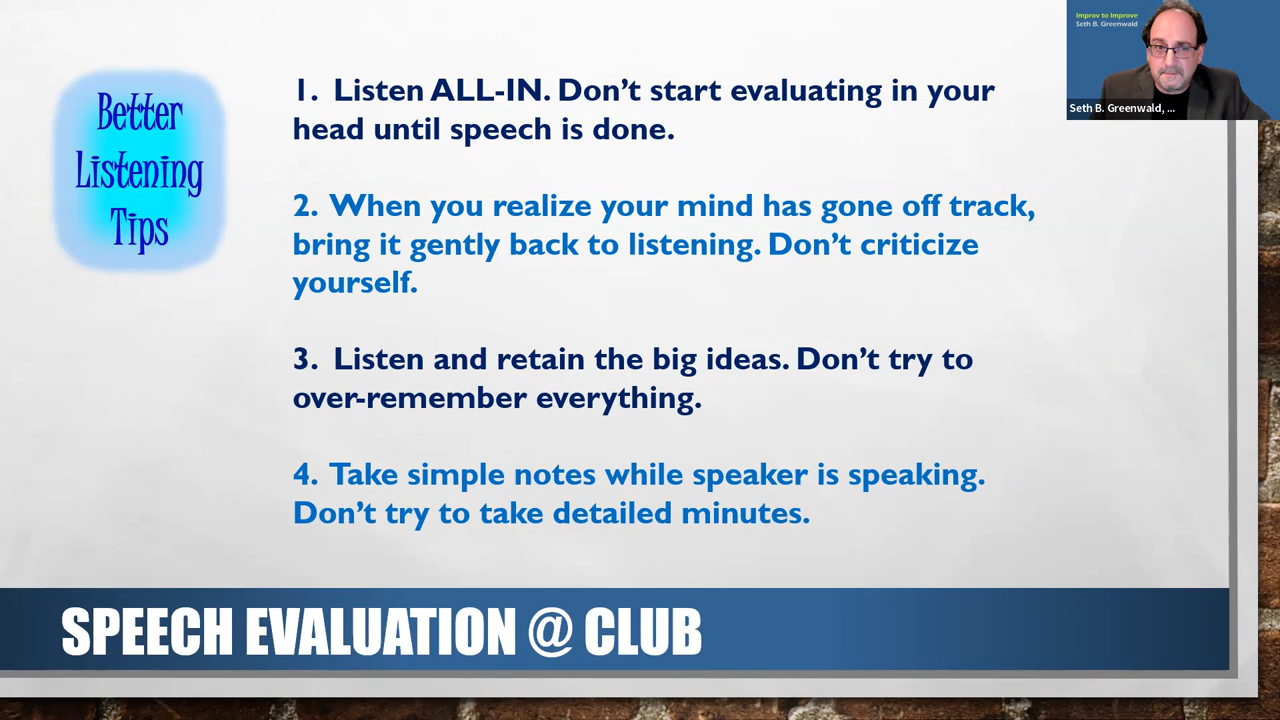 Improv to Improve
Seth B. Greenwald
Seth B. Greenwald, ...
Better
Listening
Tips
1. Listen ALL-IN. Don’t start evaluating in your
head until speech is done.
2. When you realize your mind has gone off track,
bring it gently back to listening. Don’t criticize
yourself.
3. Listen and retain the big ideas. Don’t try to
over-remember everything.
4. Take simple notes while speaker is speaking.
Don’t try to take detailed minutes.
SPEECH EVALUATION @ CLUB